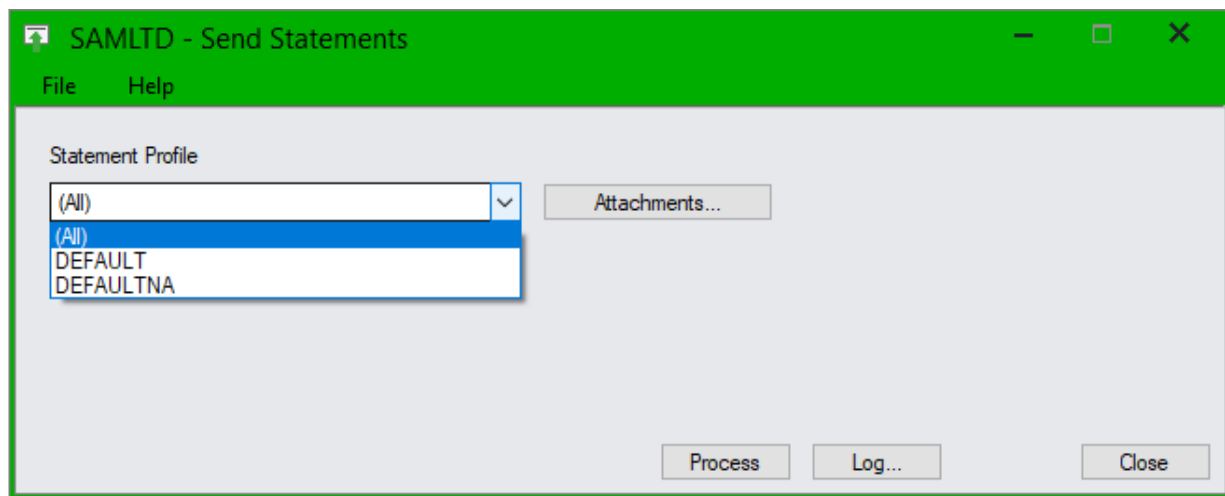 SAMLTD - Send Statements
File Help
Statement Profile
(All) Attachments...
(All)
DEFAULT
DEFAULTNA
Process Log... Close